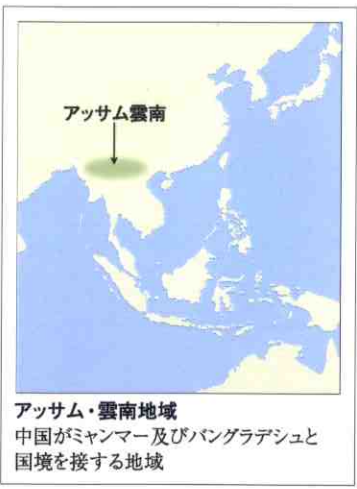 アッサム雲南
アッサム・雲南地域
中国がミャンマー及びバングラデシュと
国境を接する地域